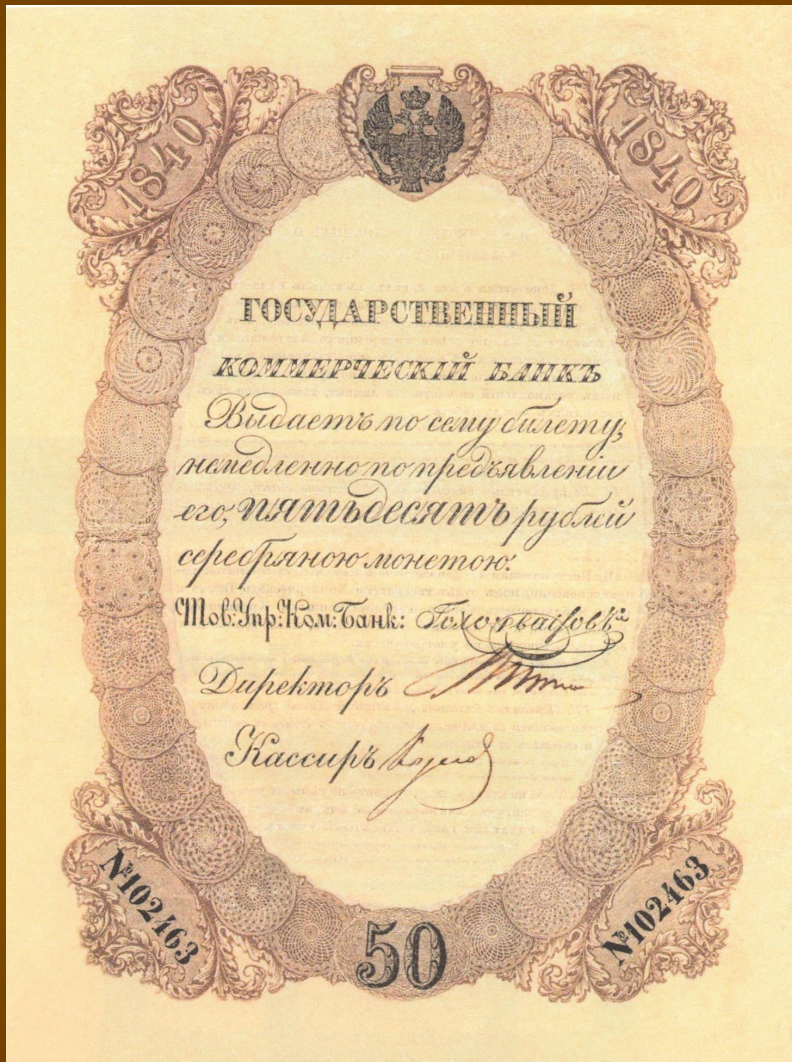 1840 1840
ГОСУДАРСТВЕННЫЙ
КОММЕРЧЕСКІЙ БАНКЪ
Выдаетъ по сему билету,
немедленно по предъявленіи
его, пятьдесятъ рублей
серебряною монетою.
Тов: Упр: Ком: Банк:
Директоръ
Кассиръ
№102463 №102463
50